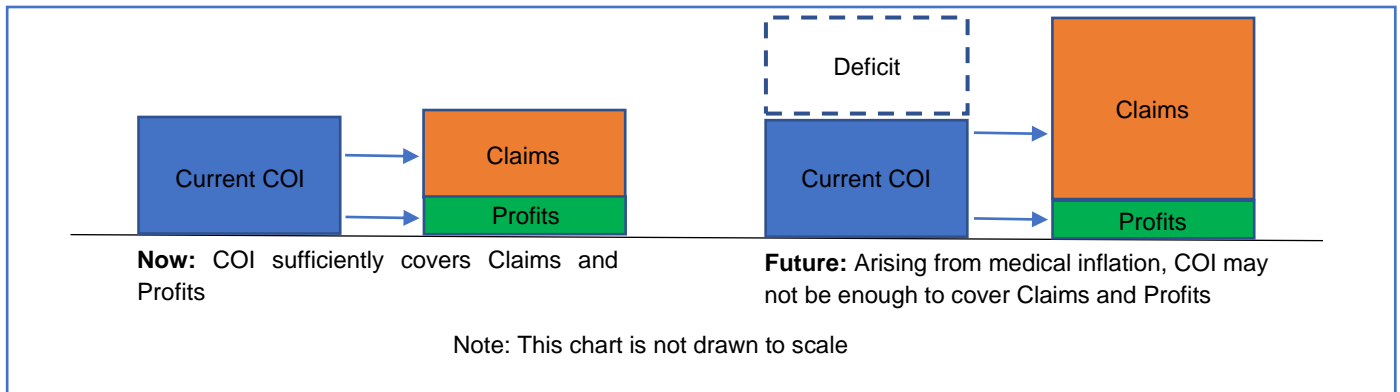 Deficit
Claims
Claims
Current COI
Current COI
Profits
Profits
Now: COI sufficiently covers Claims and
Profits
Future: Arising from medical inflation, COI may
not be enough to cover Claims and Profits
Note: This chart is not drawn to scale